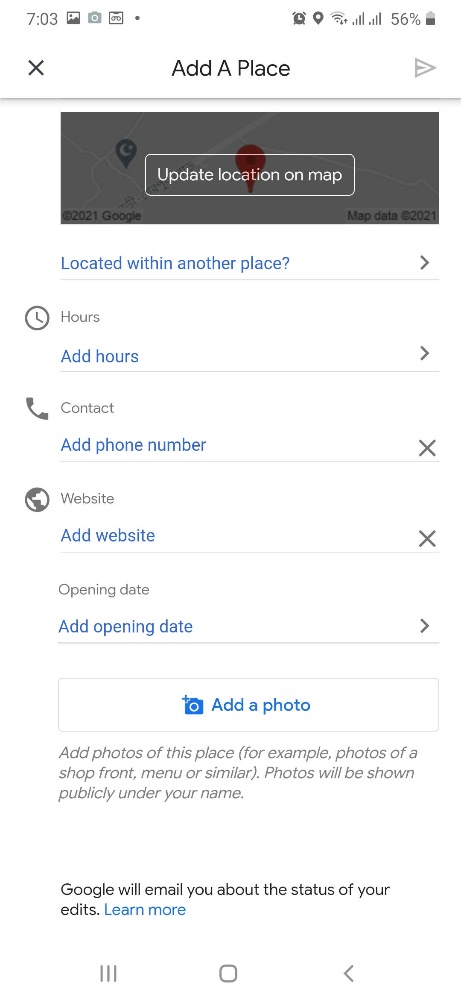 7:03
56%
Add A Place
Update location on map
©2021 Google
Map data ©2021
Located within another place?
Hours
Add hours
Contact
Add phone number
Website
Add website
Opening date
Add opening date
Add a photo
Add photos of this place (for example, photos of a
shop front, menu or similar). Photos will be shown
publicly under your name.
Google will email you about the status of your
edits. Learn more